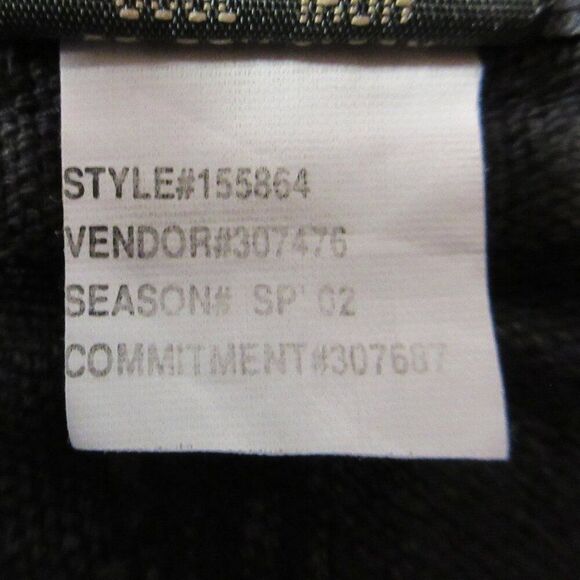 STYLE#155864
VENDOR#307476
SEASON# SP' 02
COMMITMENT#307687